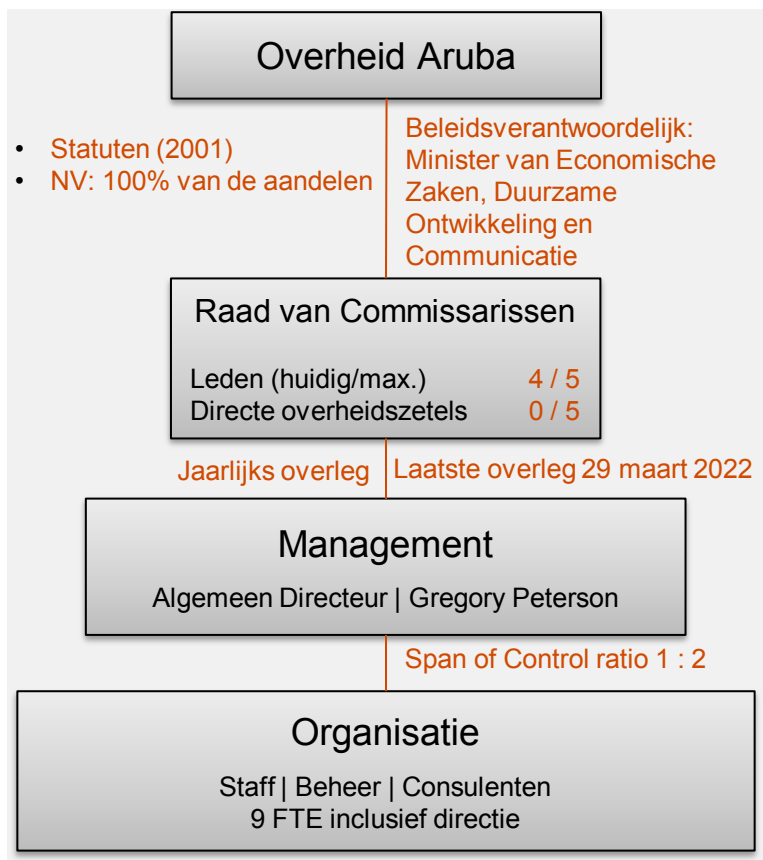 Overheid Aruba
• Statuten (2001)
• NV: 100% van de aandelen
Beleidsverantwoordelijk:
Minister van Economische
Zaken, Duurzame
Ontwikkeling en
Communicatie
Raad van Commissarissen
Leden (huidig/max.) 4 / 5
Directe overheidszetels 0 / 5
Jaarlijks overleg
Laatste overleg 29 maart 2022
Management
Algemeen Directeur | Gregory Peterson
Span of Control ratio 1 : 2
Organisatie
Staff | Beheer | Consulenten
9 FTE inclusief directie